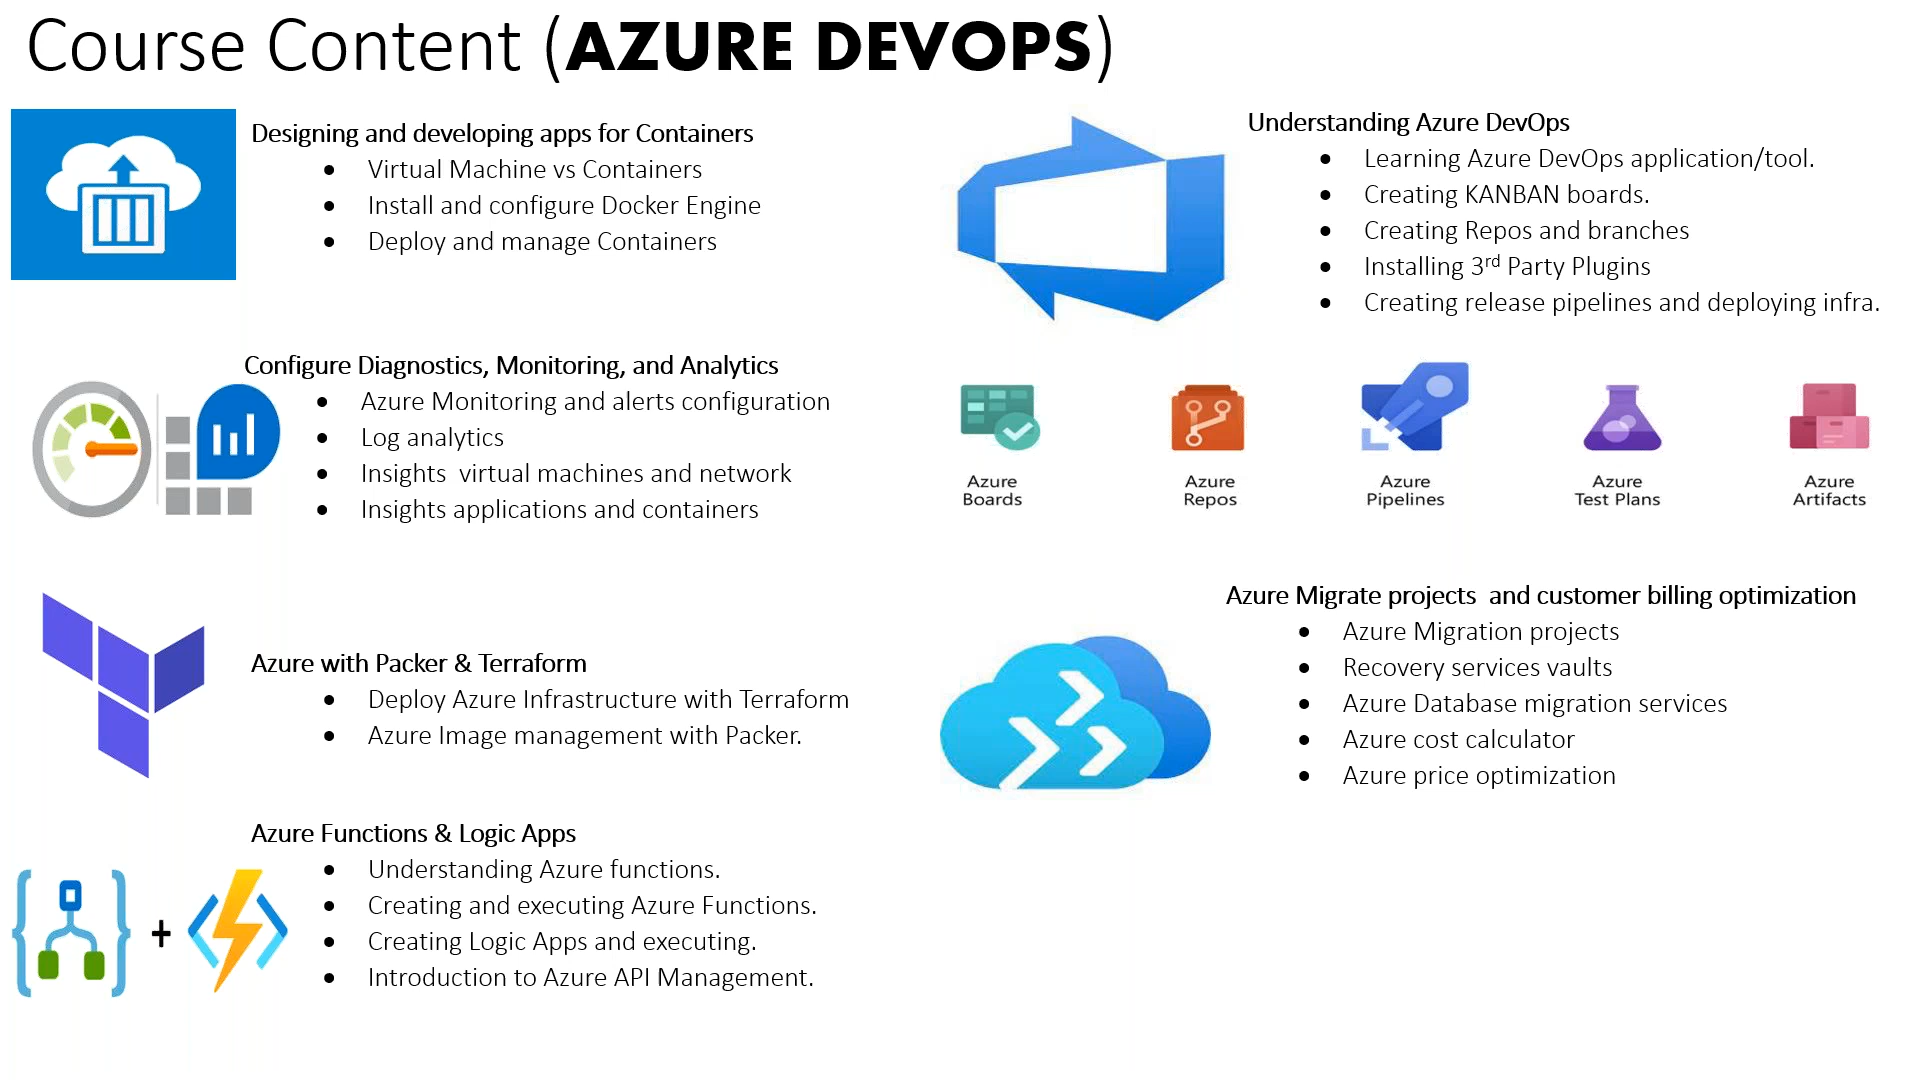 Course Content (AZURE DEVOPS)
Designing and developing apps for Containers
• Virtual Machine vs Containers
• Install and configure Docker Engine
• Deploy and manage Containers
Configure Diagnostics, Monitoring, and Analytics
• Azure Monitoring and alerts configuration
• Log analytics
• Insights  virtual machines and network
• Insights applications and containers
Azure with Packer & Terraform
• Deploy Azure Infrastructure with Terraform
• Azure Image management with Packer.
Azure Functions & Logic Apps
• Understanding Azure functions.
• Creating and executing Azure Functions.
• Creating Logic Apps and executing.
• Introduction to Azure API Management.
+
Understanding Azure DevOps
• Learning Azure DevOps application/tool.
• Creating KANBAN boards.
• Creating Repos and branches
• Installing 3rd Party Plugins
• Creating release pipelines and deploying infra.
Azure
Boards
Azure
Repos
Azure
Pipelines
Azure
Test Plans
Azure
Artifacts
Azure Migrate projects  and customer billing optimization
• Azure Migration projects
• Recovery services vaults
• Azure Database migration services
• Azure cost calculator
• Azure price optimization